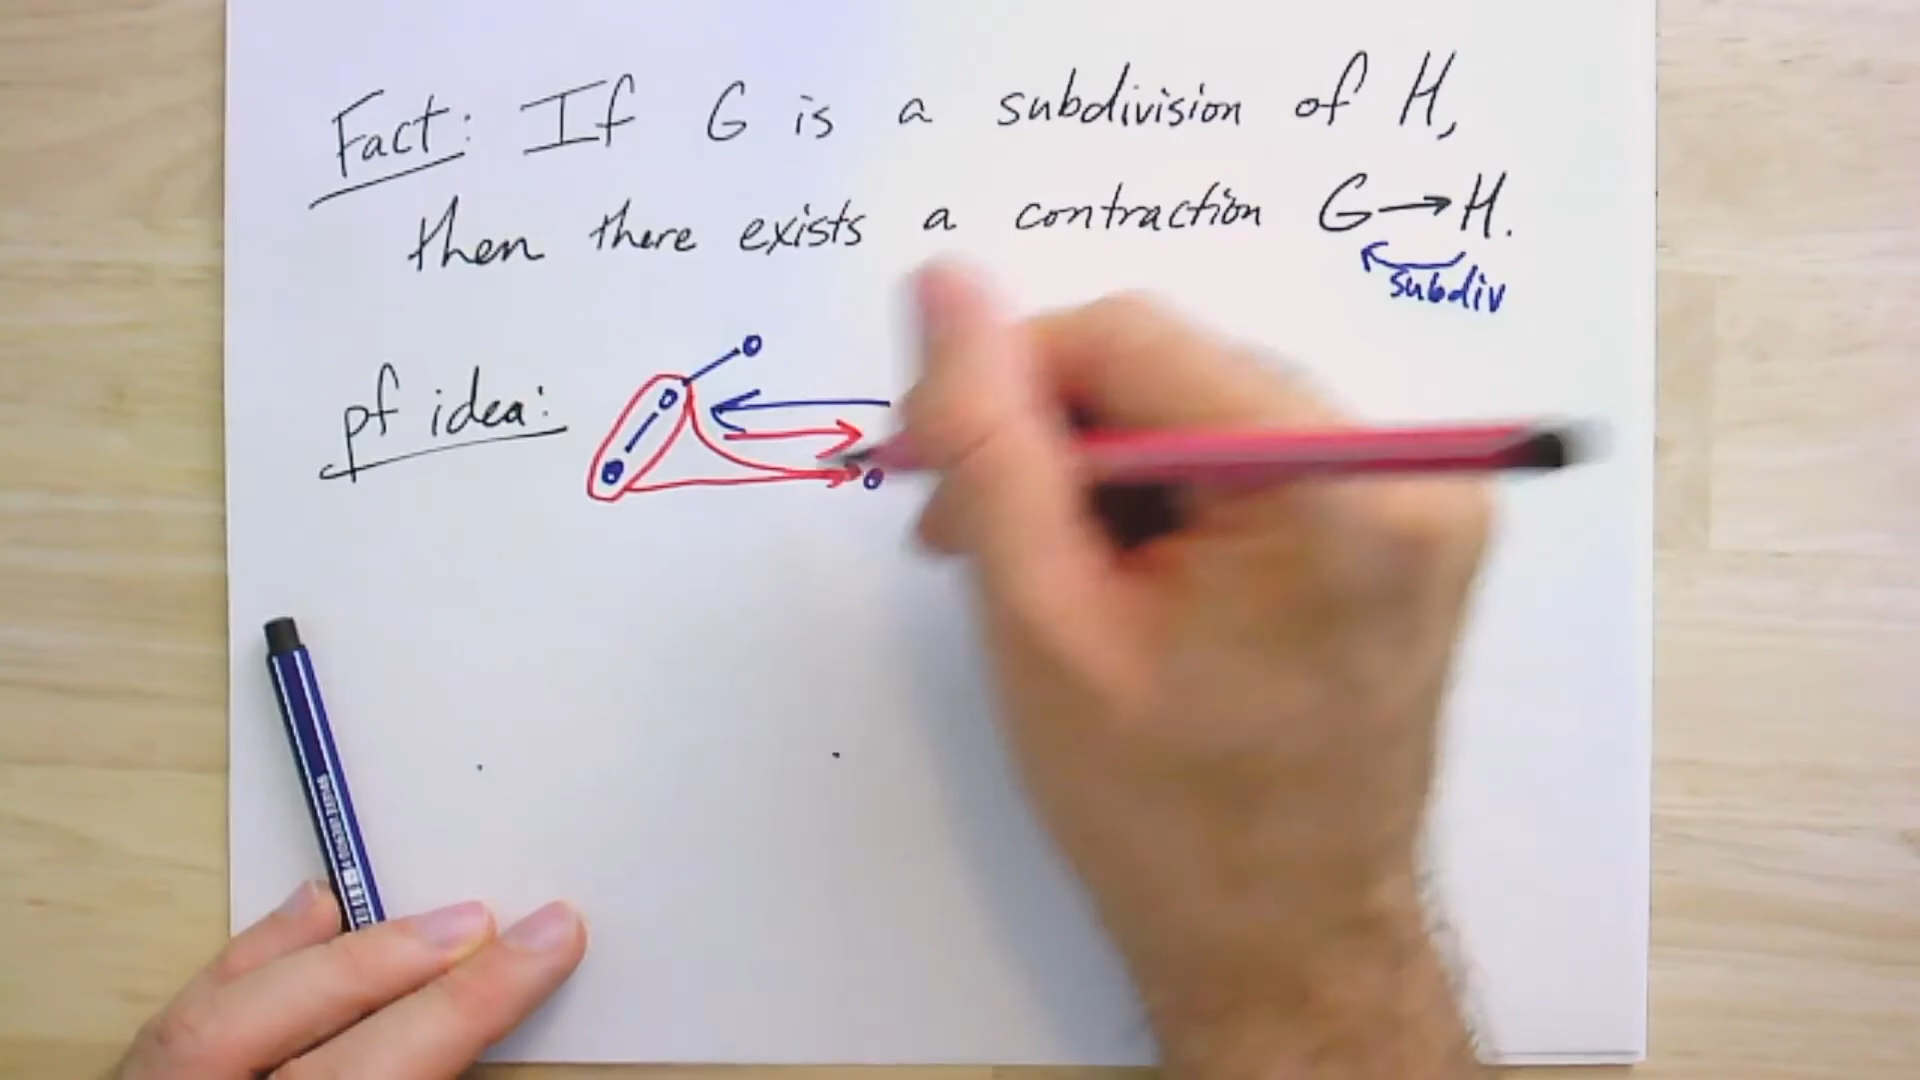 Fact: If G is a subdivision of H,
then there exists a contraction G→H.
subdiv
pf idea: